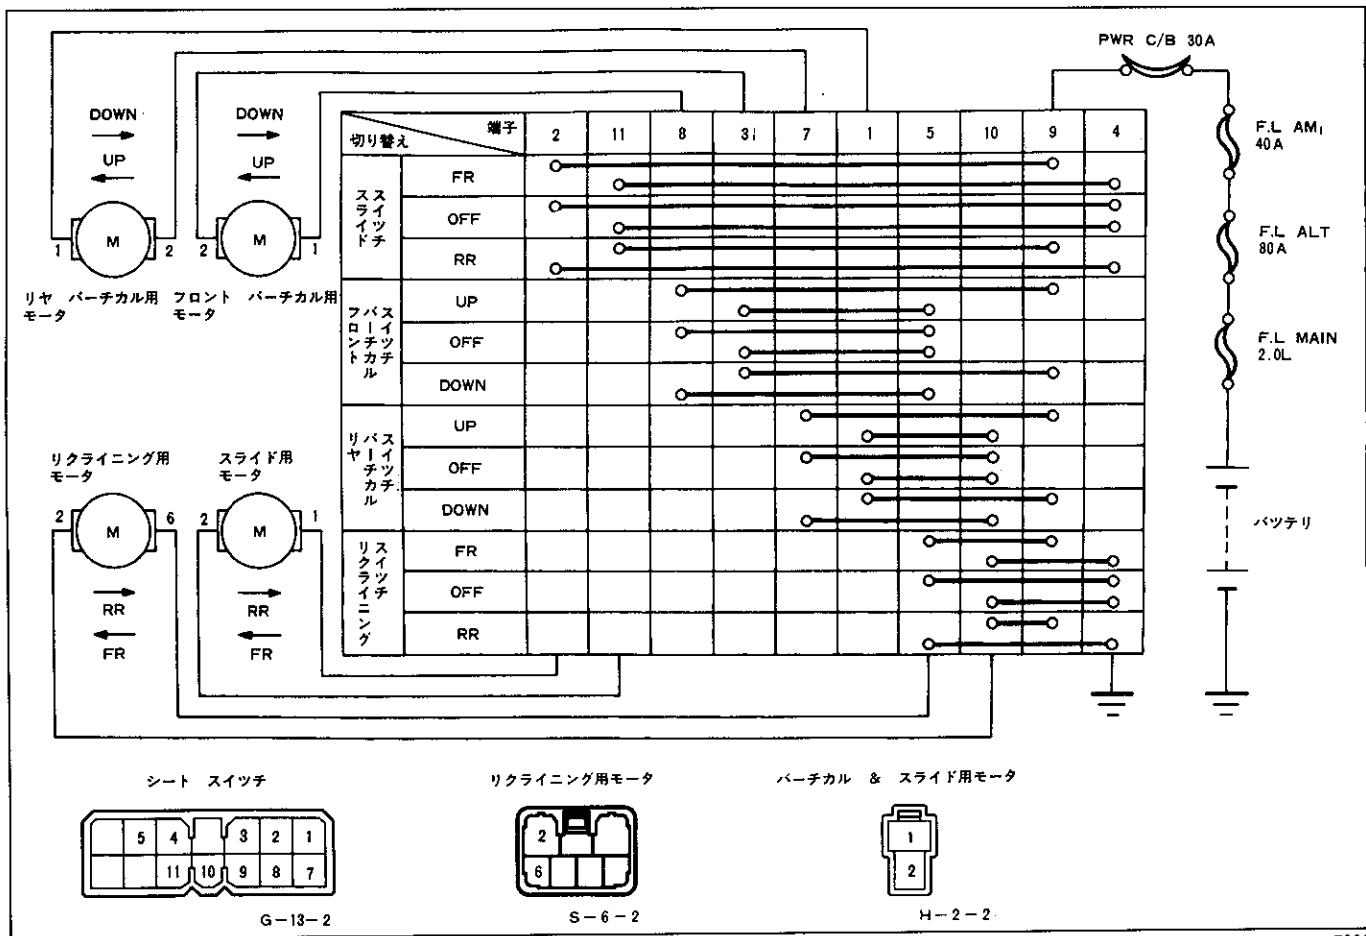 PWR C/B 30A
F.L AM1
40A
F.L ALT
80A
F.L MAIN
2.0L
バッテリ
DOWN
UP
DOWN
UP
1 M 2
2 M 1
リヤ バーチカル用
モータ
フロント バーチカル用
モータ
端子
切り替え
2 11 8 3 7 1 5 10 9 4
スライド
スイッチ
FR
OFF
RR
フロント
バーチカル
スイッチ
UP
OFF
DOWN
リヤ
バーチカル
スイッチ
UP
OFF
DOWN
リクライニング
スイッチ
FR
OFF
RR
リクライニング用
モータ
スライド用
モータ
2 M 6
2 M 1
RR
FR
RR
FR
シート スイッチ
5 4 3 2 1
11 10 9 8 7
G-13-2
リクライニング用モータ
2
6
S-6-2
バーチカル & スライド用モータ
1
2
H-2-2